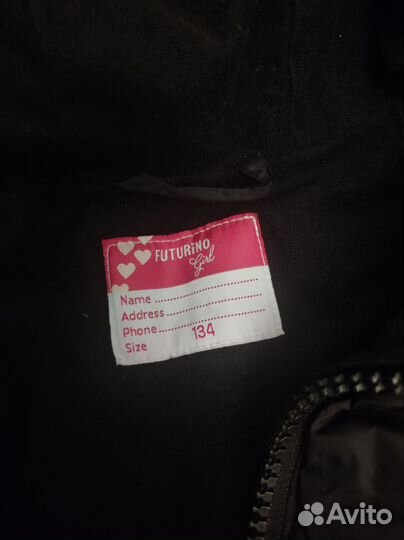 FUTURINO
Girl
Name
Address
Phone
Size 134
Avito